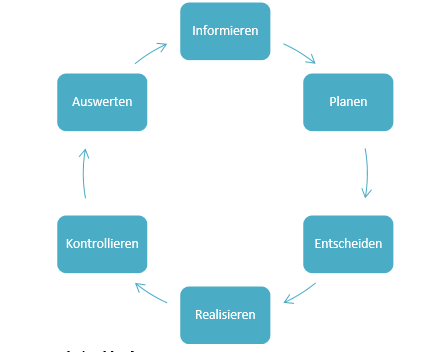 Informieren
Planen
Entscheiden
Realisieren
Kontrollieren
Auswerten